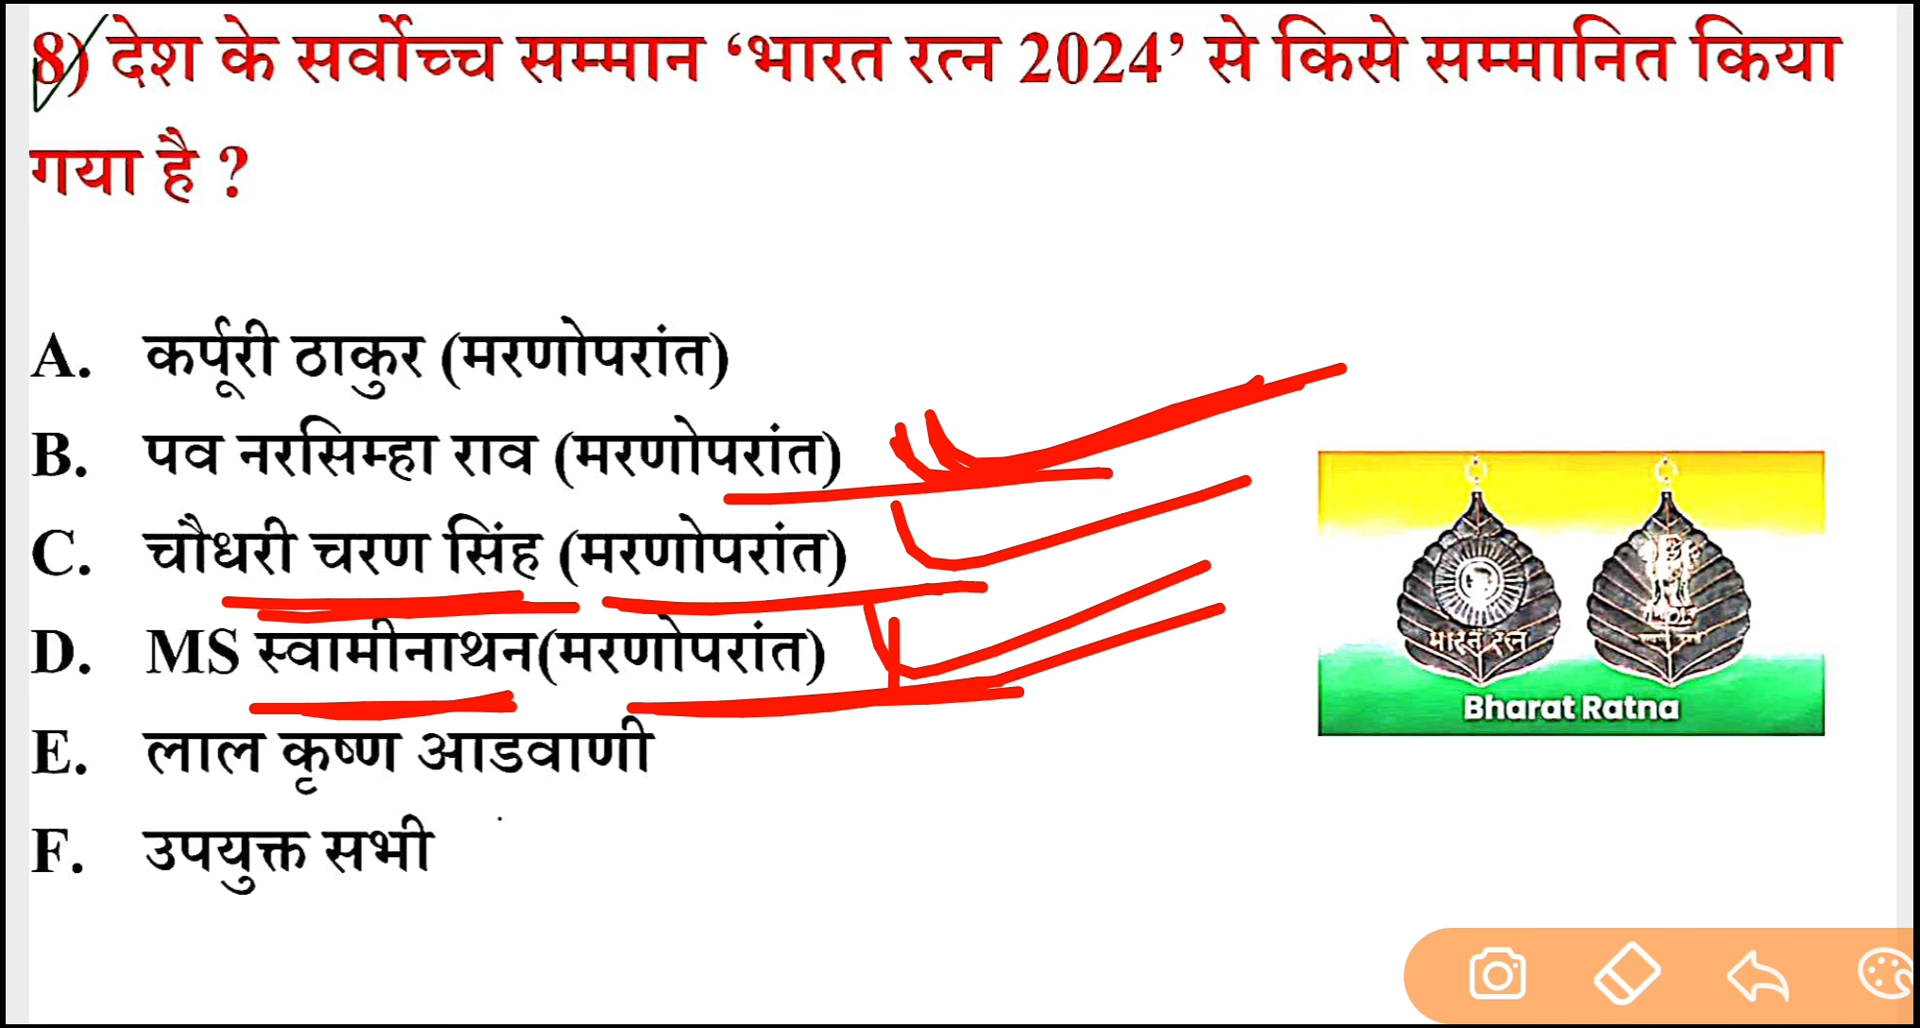 8) देश के सर्वोच्च सम्मान ‘भारत रत्न 2024’ से किसे सम्मानित किया
गया है ?
A. कर्पूरी ठाकुर (मरणोपरांत)
B. पव नरसिम्हा राव (मरणोपरांत)
C. चौधरी चरण सिंह (मरणोपरांत)
D. MS स्वामीनाथन(मरणोपरांत)
E. लाल कृष्ण आडवाणी
F. उपयुक्त सभी
भारत रत्न
Bharat Ratna